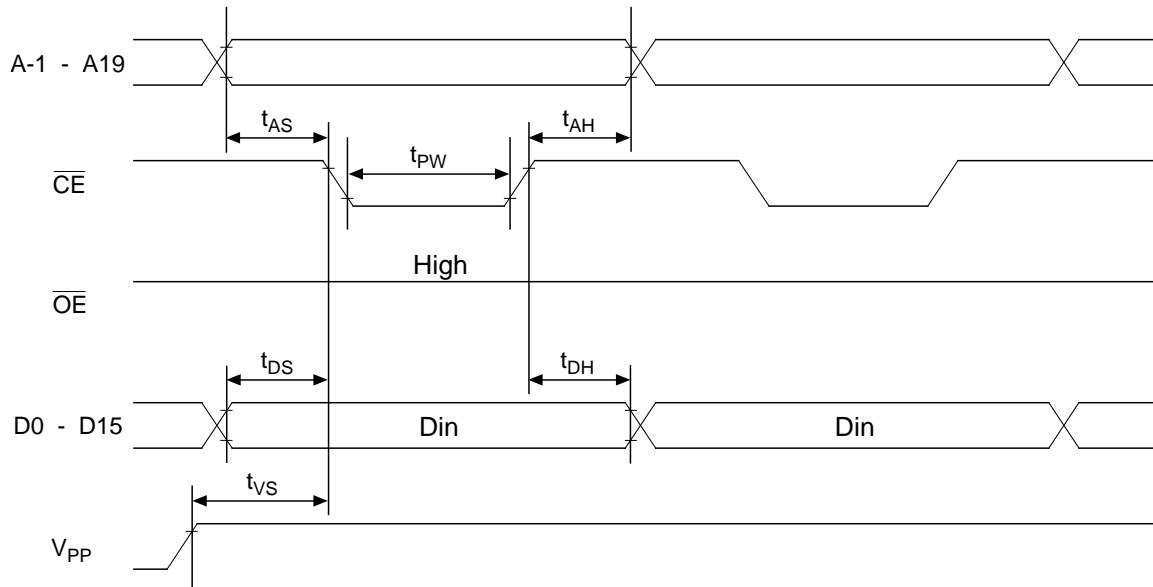 A-1 - A19
tAS
tAH
tPW
CE
High
OE
tDS
tDH
D0 - D15
Din
Din
tVS
VPP